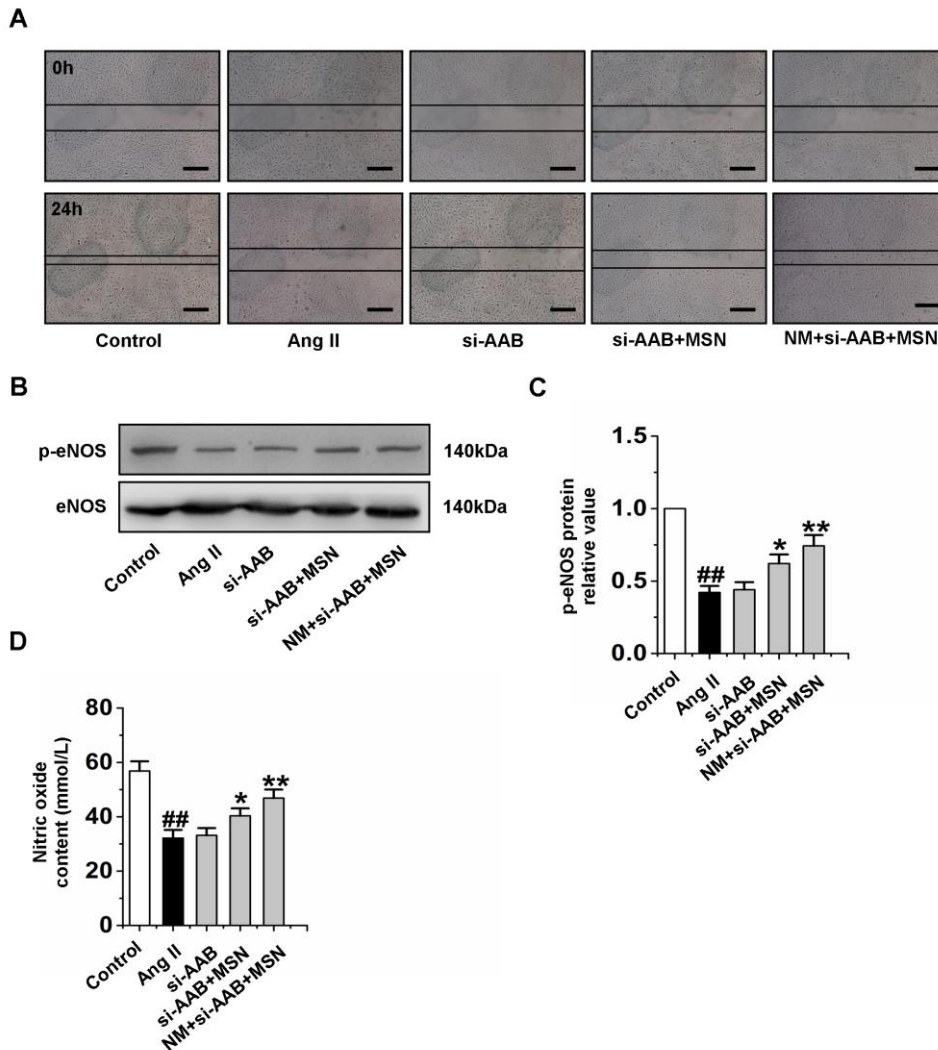 A
0h
24h
Control
Ang II
si-AAB
si-AAB+MSN
NM+si-AAB+MSN
B
p-eNOS
140kDa
eNOS
140kDa
Control
Ang II
si-AAB
si-AAB+MSN
NM+si-AAB+MSN
C
p-eNOS protein
relative value
1.5
1.0
0.5
0.0
##
*
**
Control
Ang II
si-AAB
si-AAB+MSN
NM+si-AAB+MSN
D
Nitric oxide
content (mmol/L)
80
60
40
20
0
##
*
**
Control
Ang II
si-AAB
si-AAB+MSN
NM+si-AAB+MSN